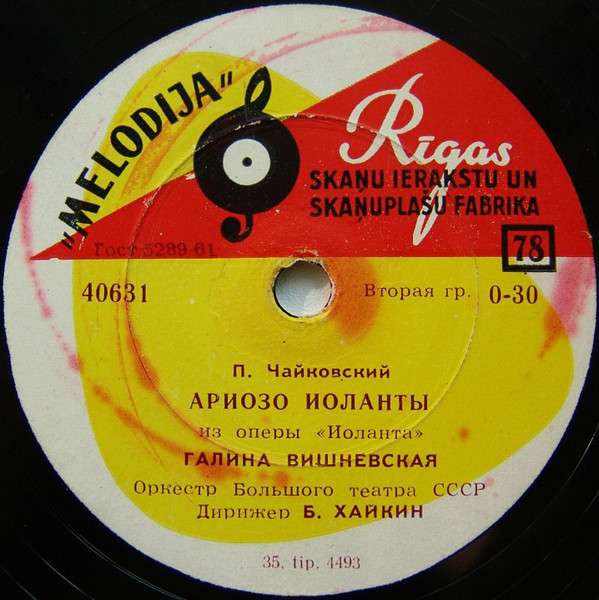 „MELODIJA"
Rīgas
SKAŅU IERAKSTU UN
SKAŅUPLAŠU FABRIKA
Гост 5289-61
78
40631
Вторая гр. 0-30
П. Чайковский
АРИОЗО ИОЛАНТЫ
из оперы «Иоланта»
ГАЛИНА ВИШНЕВСКАЯ
Оркестр Большого театра СССР
Дирижер Б. ХАЙКИН
35. tip. 4493